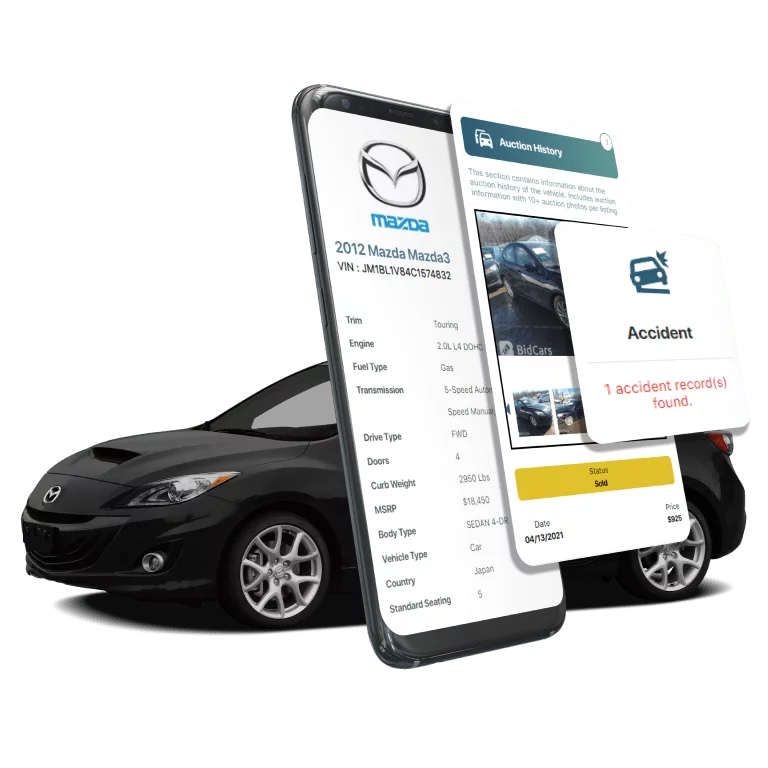 mazda
2012 Mazda Mazda3
VIN : JM1BL1V84C1574832
Trim Touring
Engine 2.0L L4 DOHC
Fuel Type Gas
Transmission 5-Speed
Speed Manual
Drive Type FWD
Doors 4
Curb Weight 2950 Lbs
MSRP $18,450
Body Type SEDAN 4-DR
Vehicle Type Car
Country Japan
Standard Seating 5
Auction History
This section contains information about the
auction history of the vehicle. Includes auction
information with 10+ auction photos per listing
BidCars
Accident
1 accident record(s)
found.
Status
Sold
Date Price
04/13/2021 $925